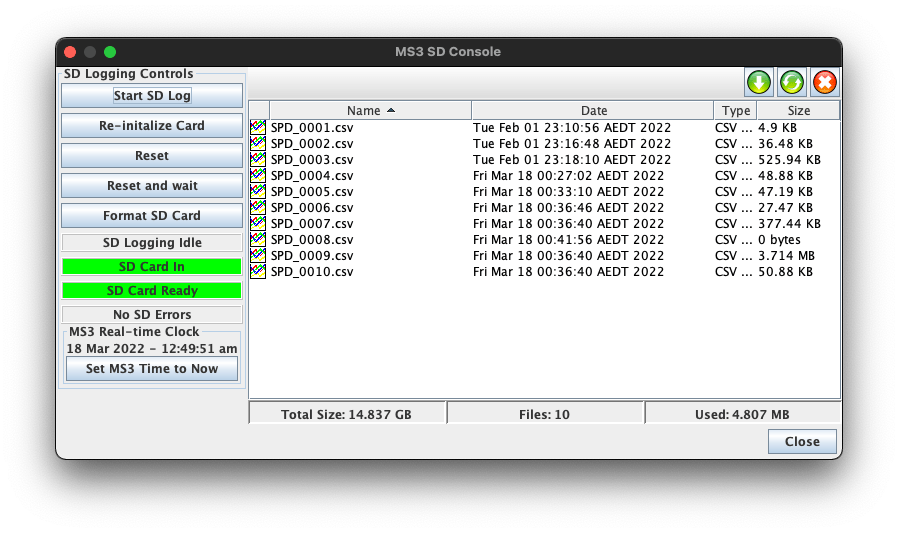 MS3 SD Console
SD Logging Controls
Start SD Log
Re-initalize Card
Reset
Reset and wait
Format SD Card
SD Logging Idle
SD Card In
SD Card Ready
No SD Errors
MS3 Real-time Clock
18 Mar 2022 - 12:49:51 am
Set MS3 Time to Now
Name Date Type Size
SPD_0001.csv Tue Feb 01 23:10:56 AEDT 2022 CSV ... 4.9 KB
SPD_0002.csv Tue Feb 01 23:16:48 AEDT 2022 CSV ... 36.48 KB
SPD_0003.csv Tue Feb 01 23:18:10 AEDT 2022 CSV ... 525.94 KB
SPD_0004.csv Fri Mar 18 00:27:02 AEDT 2022 CSV ... 48.88 KB
SPD_0005.csv Fri Mar 18 00:33:10 AEDT 2022 CSV ... 47.19 KB
SPD_0006.csv Fri Mar 18 00:36:46 AEDT 2022 CSV ... 27.47 KB
SPD_0007.csv Fri Mar 18 00:36:40 AEDT 2022 CSV ... 377.44 KB
SPD_0008.csv Fri Mar 18 00:41:56 AEDT 2022 CSV ... 0 bytes
SPD_0009.csv Fri Mar 18 00:36:40 AEDT 2022 CSV ... 3.714 MB
SPD_0010.csv Fri Mar 18 00:36:40 AEDT 2022 CSV ... 50.88 KB
Total Size: 14.837 GB Files: 10 Used: 4.807 MB
Close